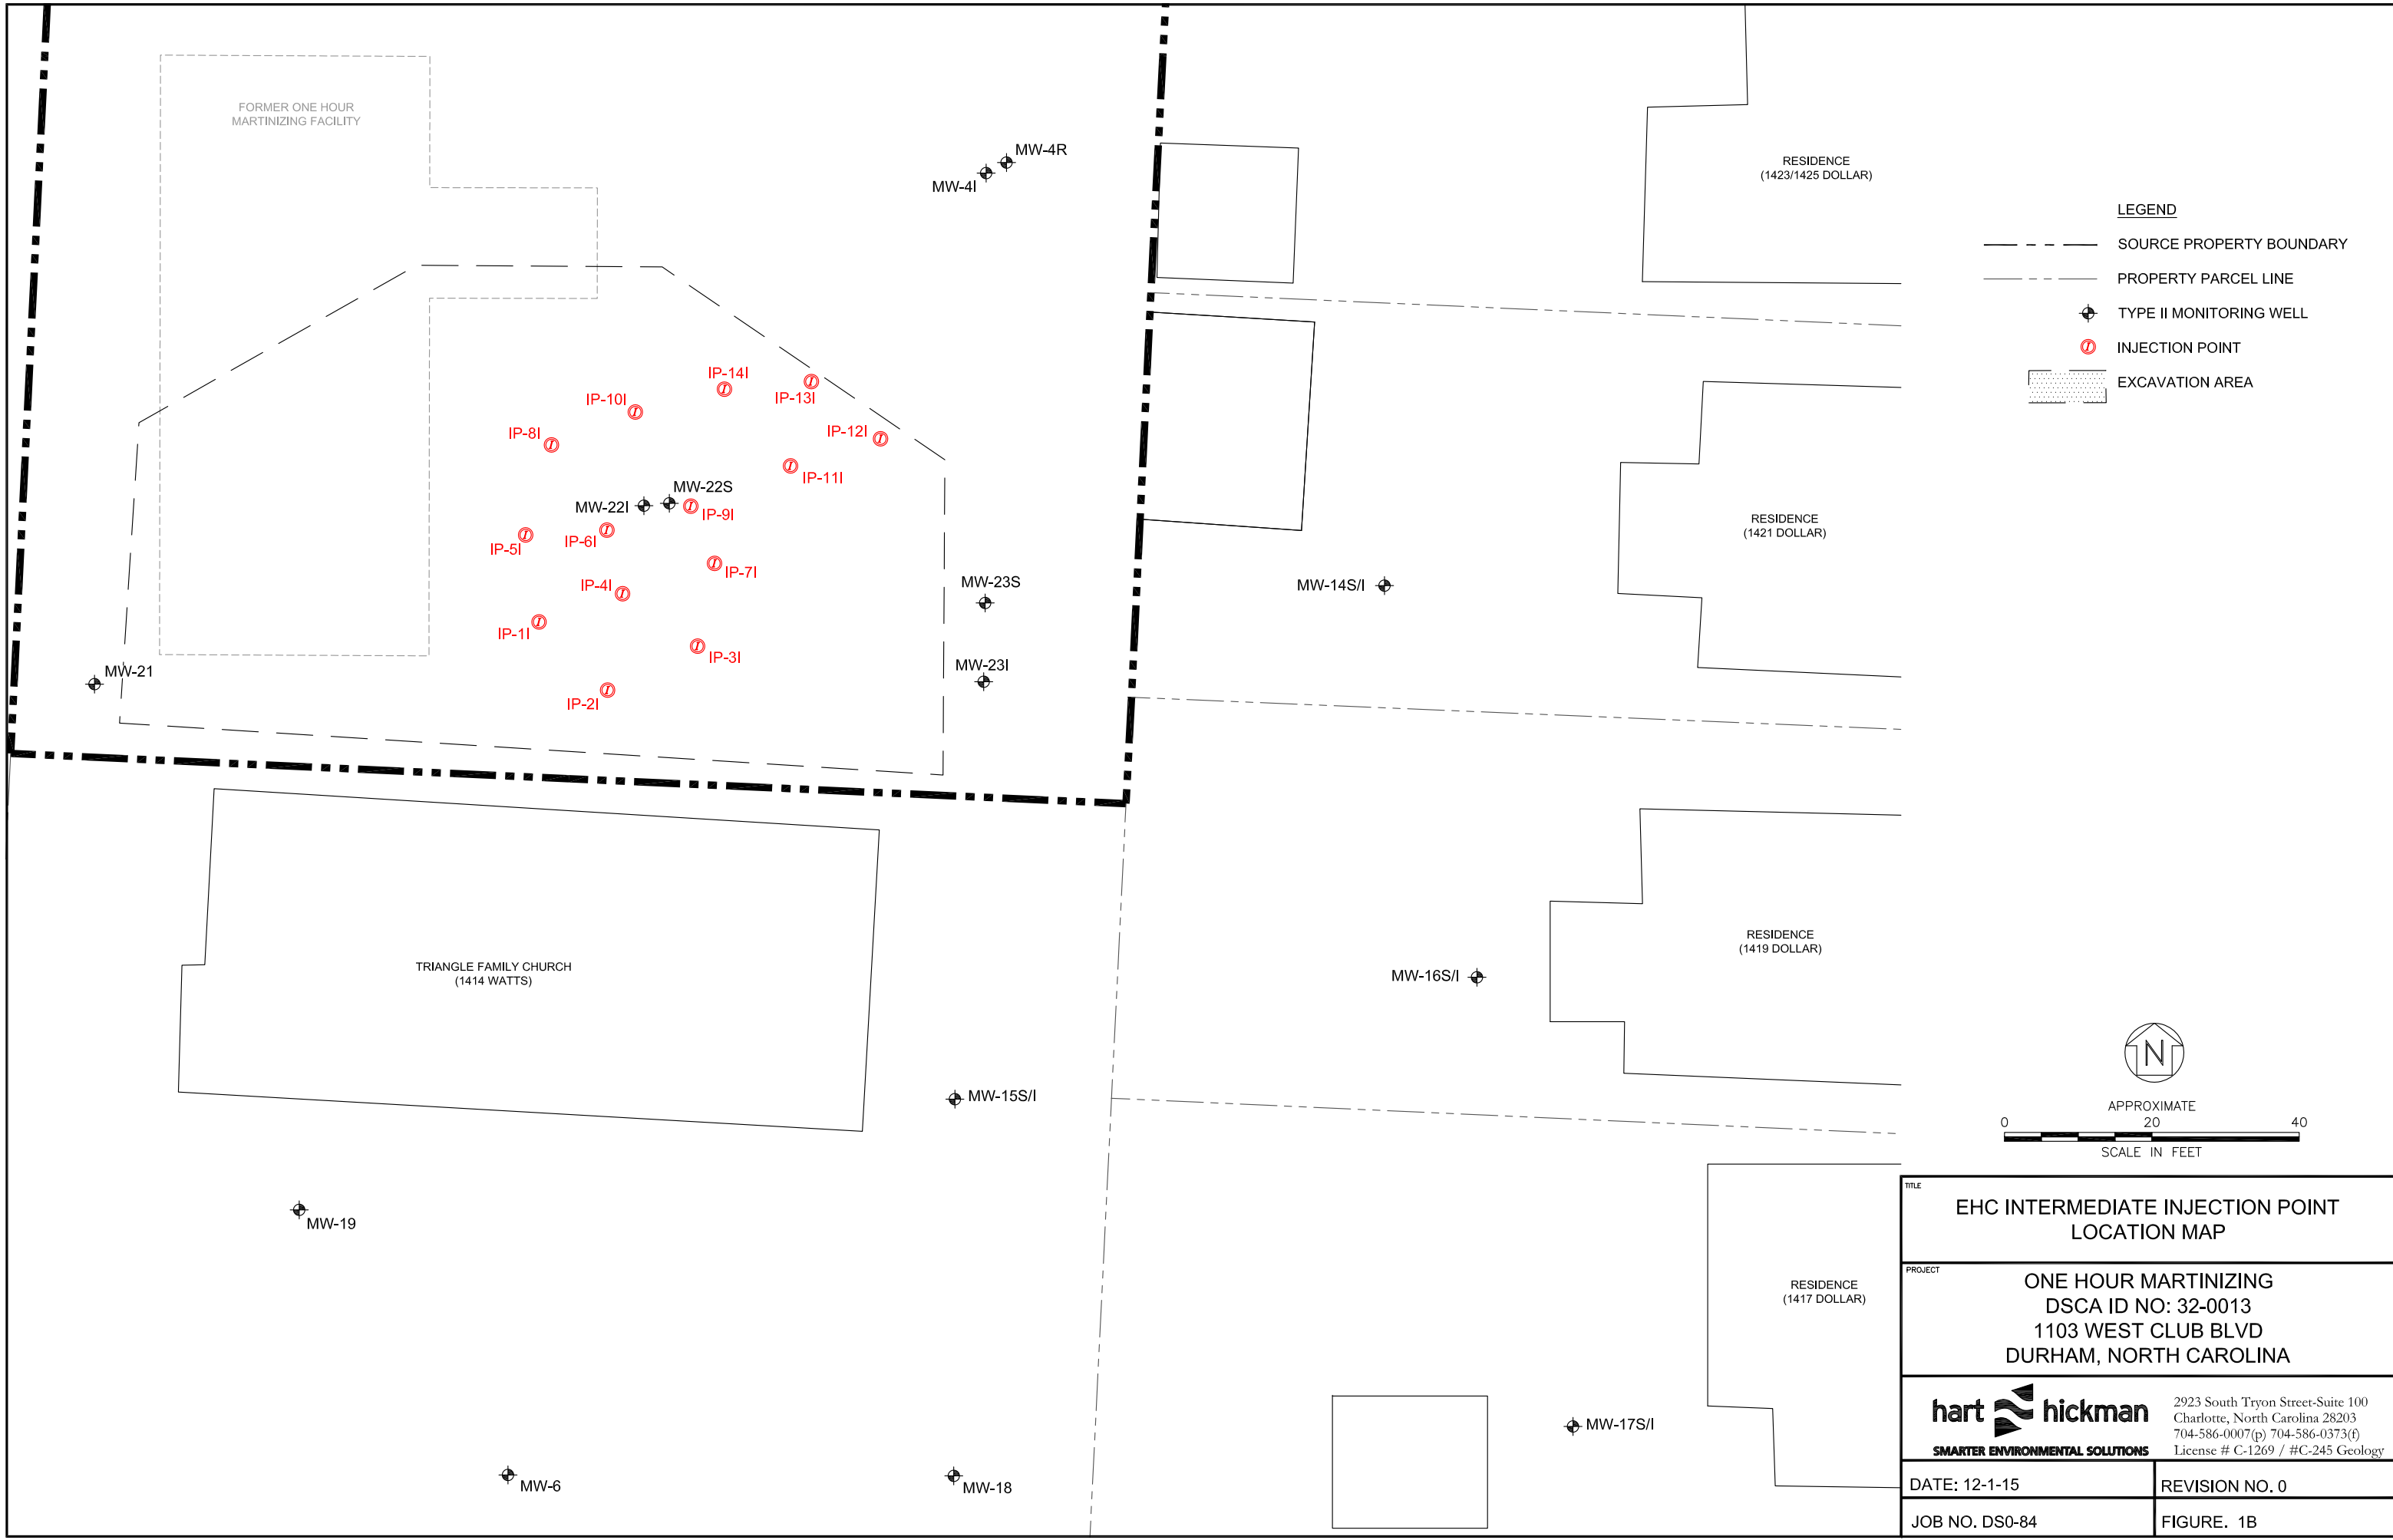 FORMER ONE HOUR
MARTINIZING FACILITY
MW-4R
MW-4I
RESIDENCE
(1423/1425 DOLLAR)
LEGEND
SOURCE PROPERTY BOUNDARY
PROPERTY PARCEL LINE
TYPE II MONITORING WELL
INJECTION POINT
EXCAVATION AREA
IP-14I
IP-13I
IP-10I
IP-12I
IP-8I
IP-11I
MW-22S
MW-22I
IP-9I
IP-6I
IP-5I
IP-7I
IP-4I
IP-1I
IP-3I
IP-2I
MW-21
MW-23S
MW-23I
MW-14S/I
RESIDENCE
(1421 DOLLAR)
TRIANGLE FAMILY CHURCH
(1414 WATTS)
MW-16S/I
RESIDENCE
(1419 DOLLAR)
MW-15S/I
MW-19
MW-6
MW-18
MW-17S/I
RESIDENCE
(1417 DOLLAR)
N
APPROXIMATE
0 20 40
SCALE IN FEET
TITLE
EHC INTERMEDIATE INJECTION POINT
LOCATION MAP
PROJECT
ONE HOUR MARTINIZING
DSCA ID NO: 32-0013
1103 WEST CLUB BLVD
DURHAM, NORTH CAROLINA
hart hickman
SMARTER ENVIRONMENTAL SOLUTIONS
2923 South Tryon Street-Suite 100
Charlotte, North Carolina 28203
704-586-0007(p) 704-586-0373(f)
License # C-1269 / #C-245 Geology
DATE: 12-1-15
REVISION NO. 0
JOB NO. DS0-84
FIGURE. 1B